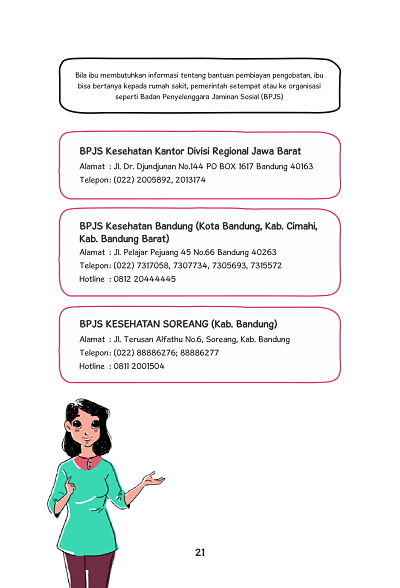 Bila ibu membutuhkan informasi tentang bantuan pembiayan pengobatan, ibu
bisa bertanya kepada rumah sakit, pemerintah setempat atau ke organisasi
seperti Badan Penyelenggara Jaminan Sosial (BPJS)
BPJS Kesehatan Kantor Divisi Regional Jawa Barat
Alamat : Jl. Dr. Djundjunan No.144 PO BOX 1617 Bandung 40163
Telepon: (022) 2005892, 2013174
BPJS Kesehatan Bandung (Kota Bandung, Kab. Cimahi,
Kab. Bandung Barat)
Alamat : Jl. Pelajar Pejuang 45 No.66 Bandung 40263
Telepon: (022) 7317058, 7307734, 7305693, 7315572
Hotline : 0812 20444445
BPJS KESEHATAN SOREANG (Kab. Bandung)
Alamat : Jl. Terusan Alfathu No.6, Soreang, Kab. Bandung
Telepon: (022) 88886276; 88886277
Hotline : 0811 2001504
21